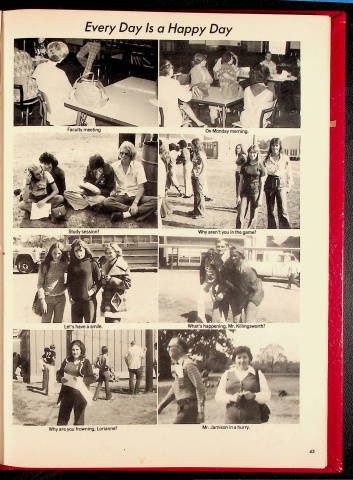 Every Day Is a Happy Day
Faculty meeting
On Monday morning.
Study session?
Why aren't you in the game?
Let's have a smile.
What's happening, Mr. Killingsworth?
Why are you frowning, Lorianne?
Mr. Jamison in a hurry.
63